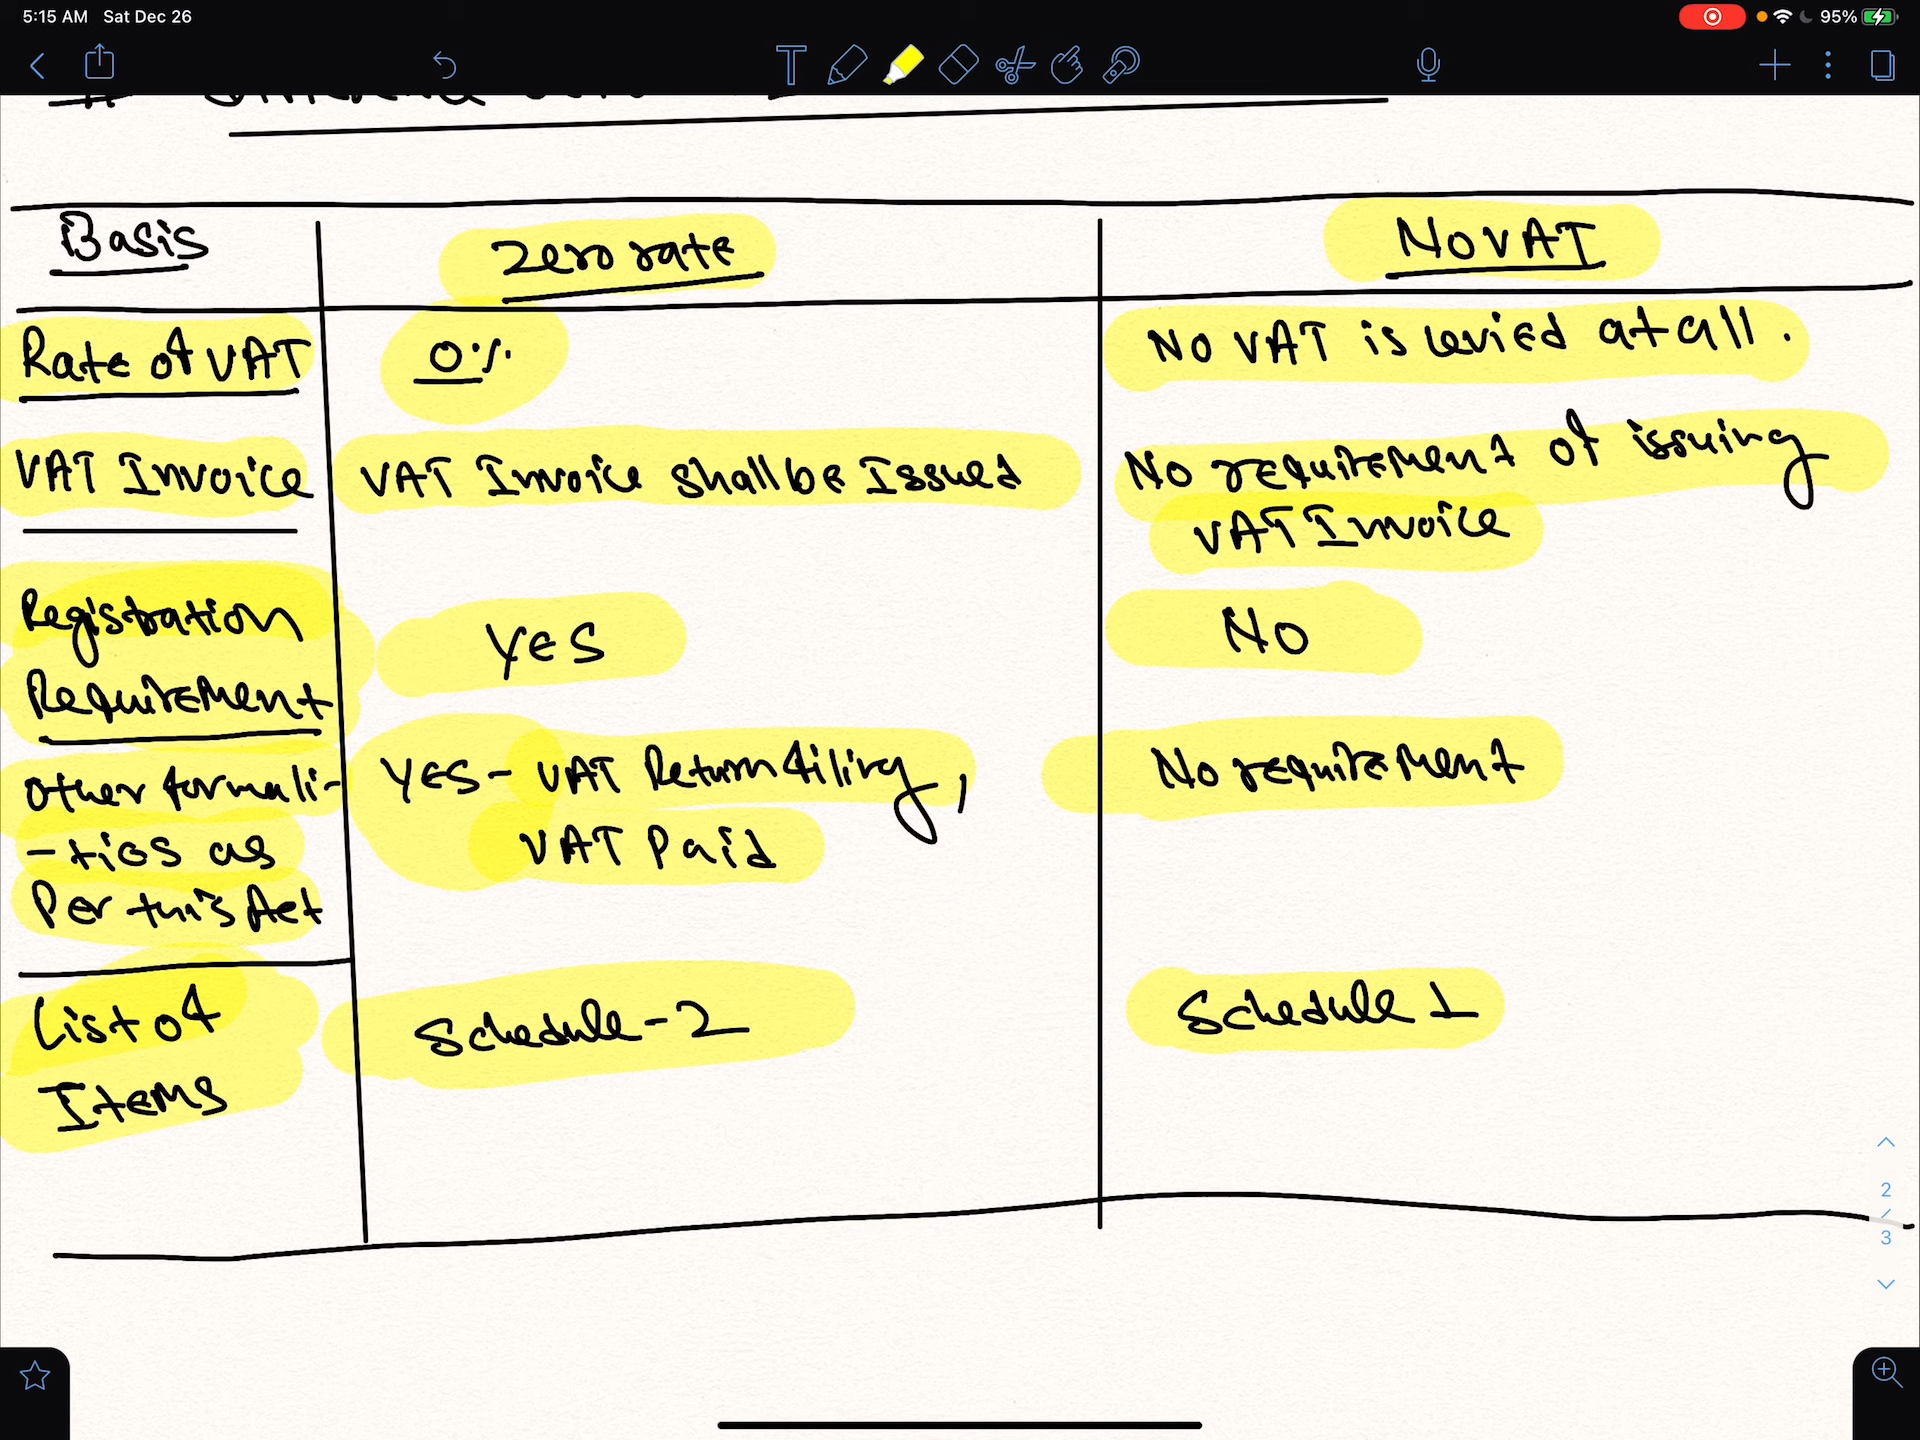 5:15 AM Sat Dec 26
95%
Basis
Zero rate
NO VAT
Rate of VAT
0%
NO VAT is levied at all.
VAT Invoice
VAT Invoice shall be Issued
No requirement of issuing
VAT Invoice
Registration
Requirement
YES
NO
Other formali-
-ties as
Per this Act
YES - VAT Return filing,
VAT Paid
No requirement
List of
Items
Schedule-2
Schedule 1
2
/
3